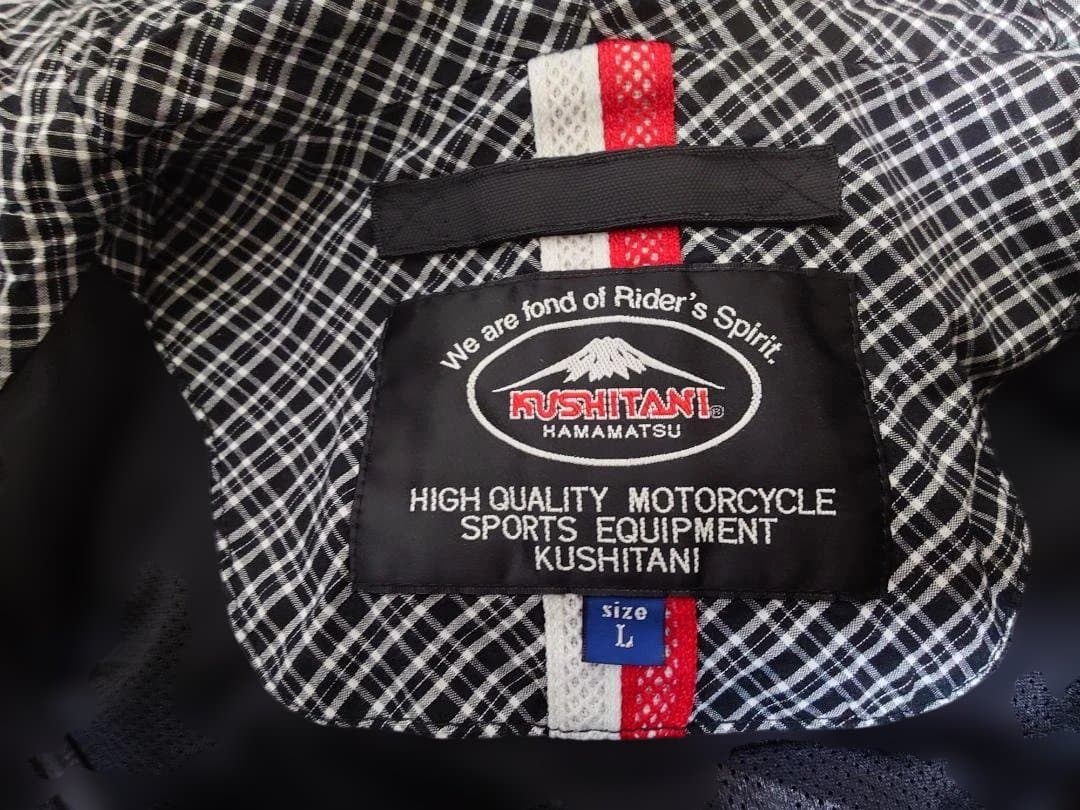 We are fond of Rider's Spirit.
KUSHITANI®
HAMAMATSU
HIGH QUALITY MOTORCYCLE
SPORTS EQUIPMENT
KUSHITANI
size
L